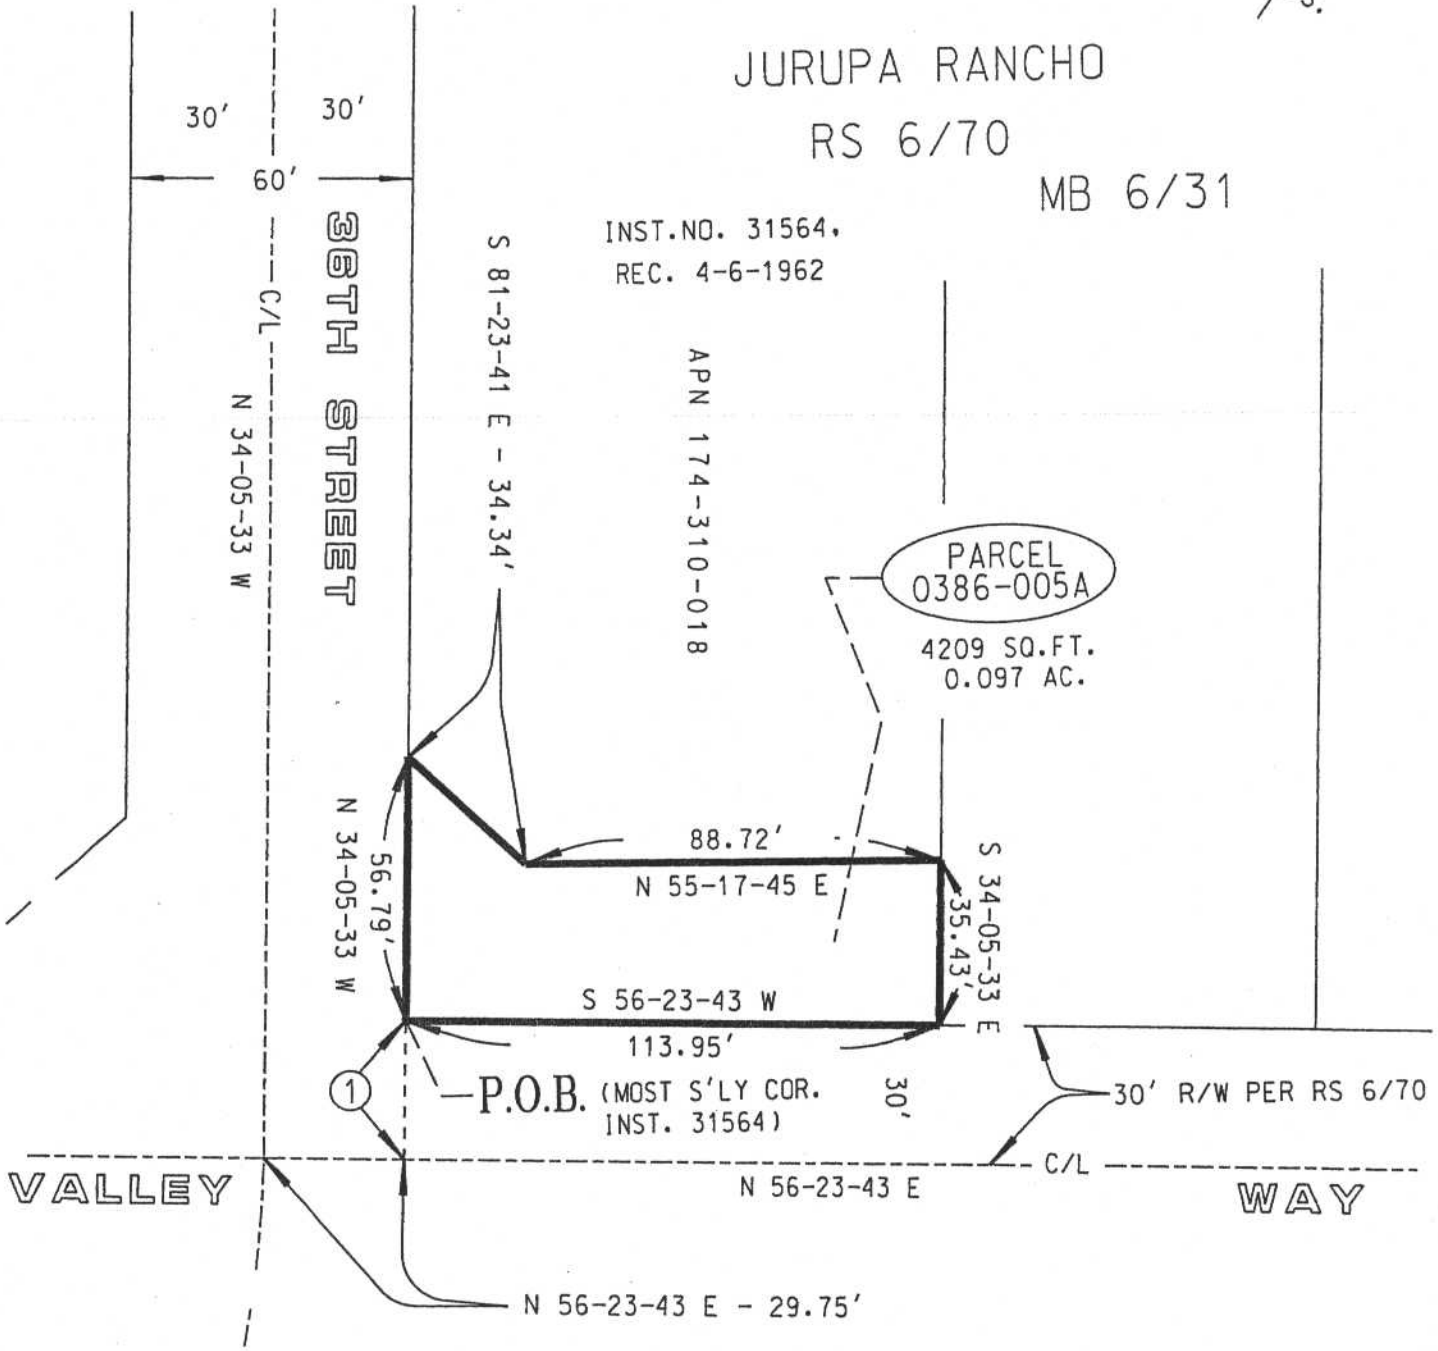 S.
JURUPA RANCHO
RS 6/70
MB 6/31
30'
30'
60'
36TH STREET
C/L
N 34-05-33 W
INST.NO. 31564,
REC. 4-6-1962
S 81-23-41 E - 34.34'
APN 174-310-018
PARCEL
0386-005A
4209 SQ.FT.
0.097 AC.
N 34-05-33 W
56.79'
88.72'
N 55-17-45 E
S 34-05-33 E
35.43'
S 56-23-43 W
113.95'
1
P.O.B. (MOST S'LY COR.
INST. 31564)
30'
30' R/W PER RS 6/70
C/L
VALLEY WAY
N 56-23-43 E
N 56-23-43 E - 29.75'